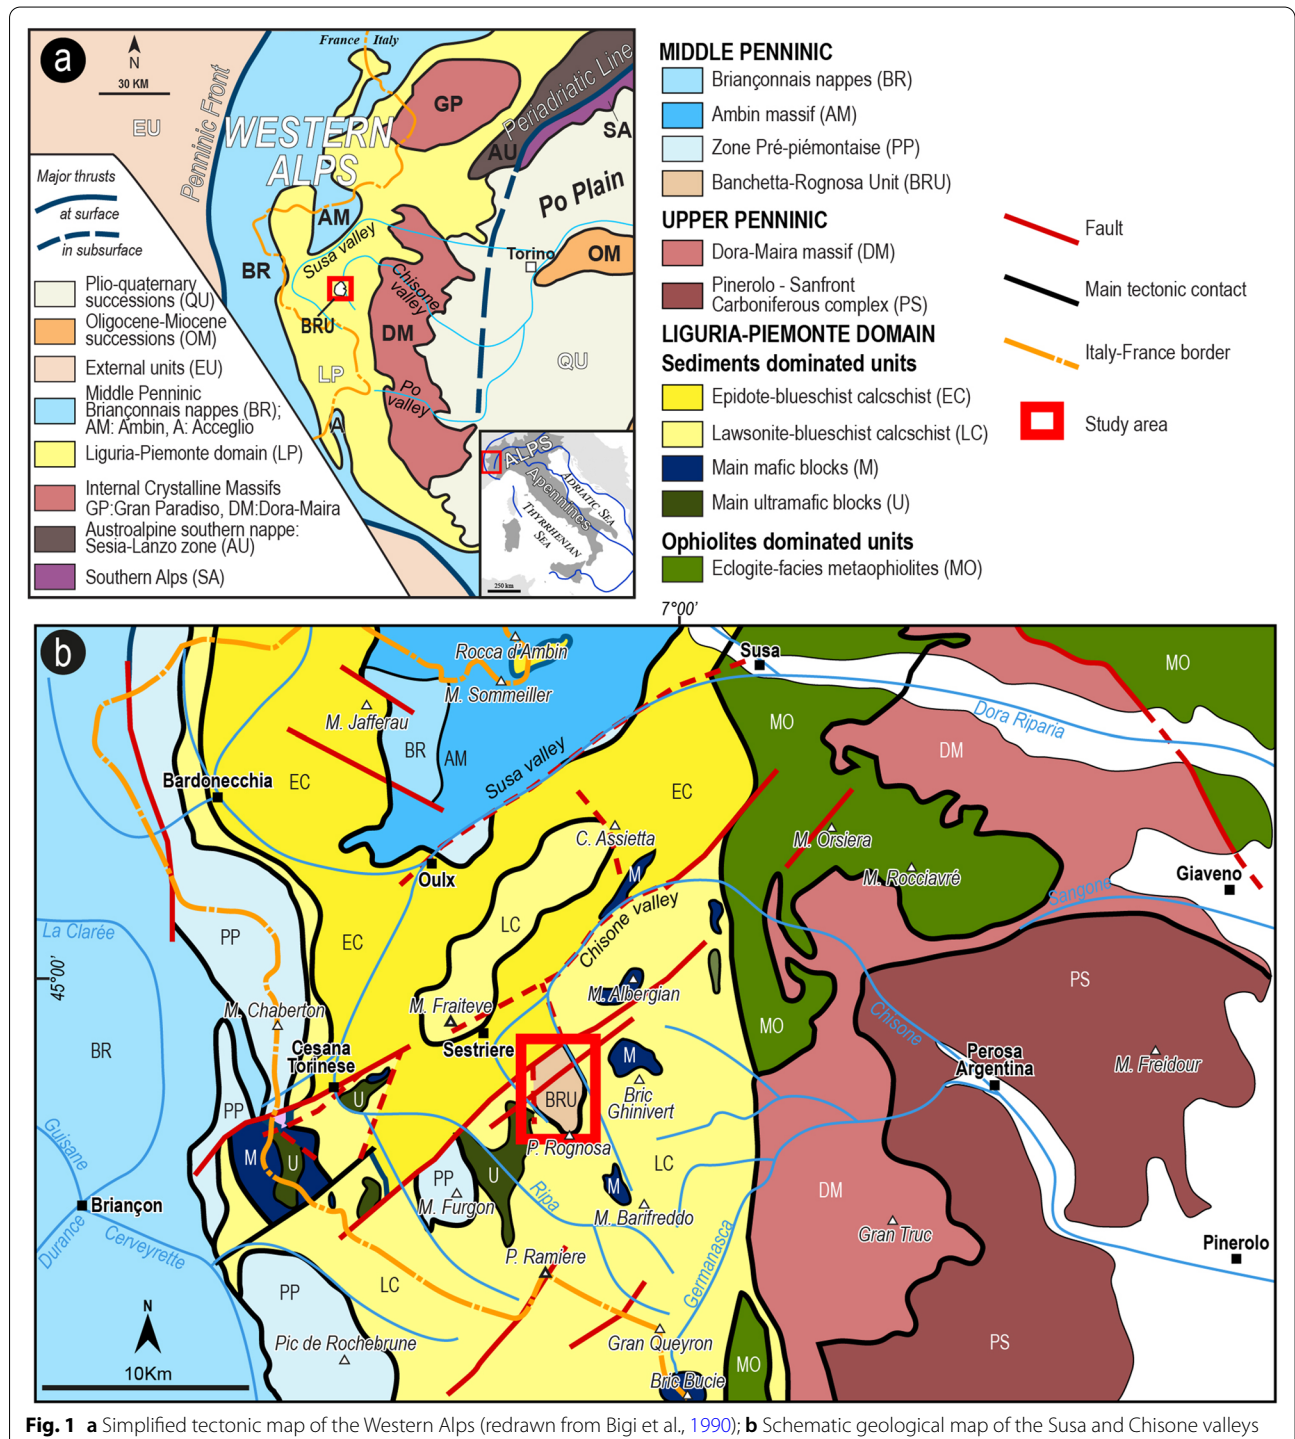 a
N
30 KM
France
Italy
EU
Penninic Front
WESTERN
ALPS
GP
Periadriatic Line
SA
AU
Po Plain
AM
Susa valley
Torino
OM
BR
Chisone
valley
BRU
DM
LP
QU
Po
valley
A
Major thrusts
at surface
in subsurface
Plio-quaternary
successions (QU)
Oligocene-Miocene
successions (OM)
External units (EU)
Middle Penninic
Briançonnais nappes (BR);
AM: Ambin, A: Acceglio
Liguria-Piemonte domain (LP)
Internal Crystalline Massifs
GP:Gran Paradiso, DM:Dora-Maira
Austroalpine southern nappe:
Sesia-Lanzo zone (AU)
Southern Alps (SA)
ALPS
Apennines
ADRIATIC SEA
THYRRHENIAN
SEA
250 km
MIDDLE PENNINIC
Briançonnais nappes (BR)
Ambin massif (AM)
Zone Pré-piémontaise (PP)
Banchetta-Rognosa Unit (BRU)
UPPER PENNINIC
Dora-Maira massif (DM)
Pinerolo - Sanfront
Carboniferous complex (PS)
LIGURIA-PIEMONTE DOMAIN
Sediments dominated units
Epidote-blueschist calcschist (EC)
Lawsonite-blueschist calcschist (LC)
Main mafic blocks (M)
Main ultramafic blocks (U)
Ophiolites dominated units
Eclogite-facies metaophiolites (MO)
Fault
Main tectonic contact
Italy-France border
Study area
7°00'
b
Rocca d'Ambin
M. Sommeiller
Susa
MO
M. Jafferau
MO
Dora Riparia
BR
AM
DM
Susa valley
Bardonecchia
EC
EC
C. Assietta
M. Orsiera
M
M. Rocciavré
Giaveno
Oulx
Sangone
Chisone valley
La Clarée
PP
EC
LC
45°00'
M. Albergian
PS
M. Chaberton
M. Fraiteve
Chisone
MO
BR
Cesana
Torinese
Sestriere
M
Perosa
Argentina
M. Freidour
PP
U
BRU
Bric
Ghinivert
Guisane
M
U
P. Rognosa
LC
PP
U
M
DM
Briançon
M. Furgon
Ripa
M. Barifreddo
Gran Truc
Durance
Cerveyrette
Germanasca
Pinerolo
P. Ramiere
PP
LC
N
Pic de Rochebrune
Gran Queyron
PS
10Km
MO
Bric Bucie
Fig. 1 a Simplified tectonic map of the Western Alps (redrawn from Bigi et al., 1990); b Schematic geological map of the Susa and Chisone valleys